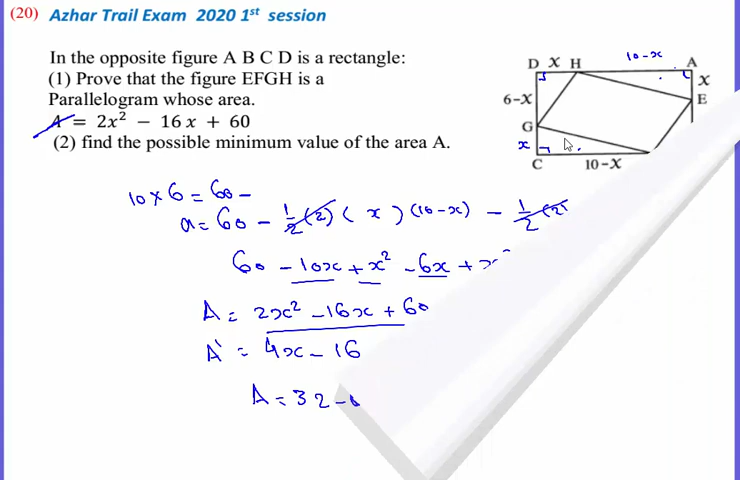 (20) Azhar Trail Exam 2020 1st session
In the opposite figure A B C D is a rectangle:
(1) Prove that the figure EFGH is a
Parallelogram whose area.
A = 2x² − 16x + 60
(2) find the possible minimum value of the area A.
10-x
D X H A
X
6-X E
G
x
C 10-X
10 × 6 = 60 -
a = 60 - 1/2 (2) (x) (10-x) - 1/2 (2)
60 - 10x + x² - 6x +
A = 2x² - 16x + 60
A' = 4x - 16
A = 32 -